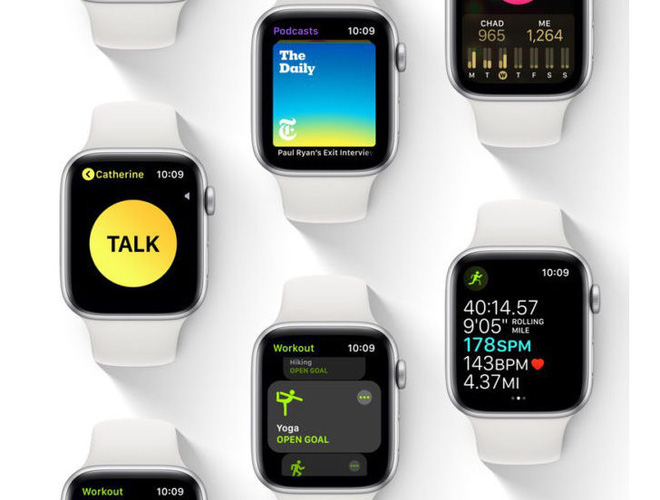 Podcasts 10:09
The
Daily
T
Paul Ryan's Exit Intervie
CHAD ME
965 1,264
M T W T F S S
Catherine 10:09
TALK
10:09
40:14.57
9'05" ROLLING
MILE
178SPM
143BPM
4.37MI
Workout 10:09
Hiking
OPEN GOAL
Yoga
OPEN GOAL
Workout 10:09